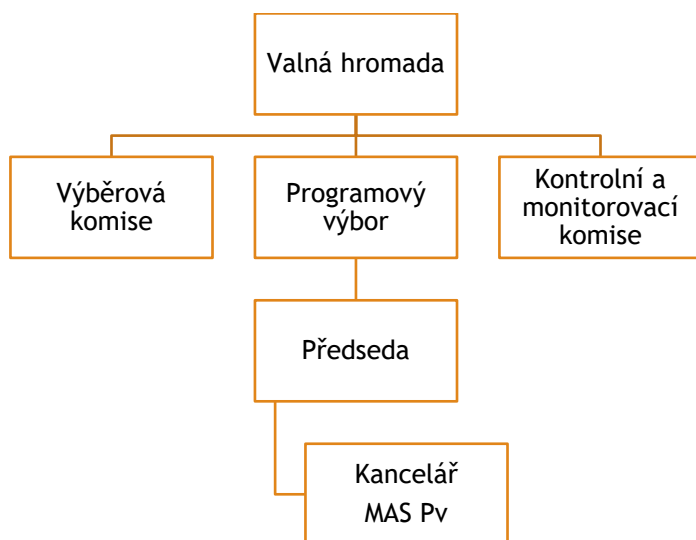 Valná hromada
Výběrová
komise
Programový
výbor
Kontrolní a
monitorovací
komise
Předseda
Kancelář
MAS Pv